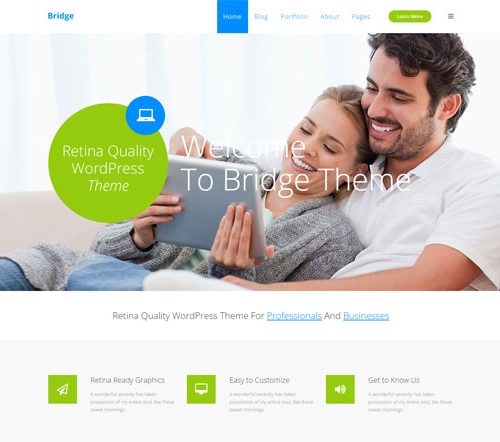 Bridge
Home Blog Portfolio About Pages Learn More
Retina Quality
WordPress
Theme
Welcome
To Bridge Theme
Retina Quality WordPress Theme For Professionals And Businesses
Retina Ready Graphics
A wonderful serenity has taken
possession of my entire soul, like these
sweet mornings
Easy to Customize
A wonderful serenity has taken
possession of my entire soul, like these
sweet mornings
Get to Know Us
A wonderful serenity has taken
possession of my entire soul, like these
sweet mornings